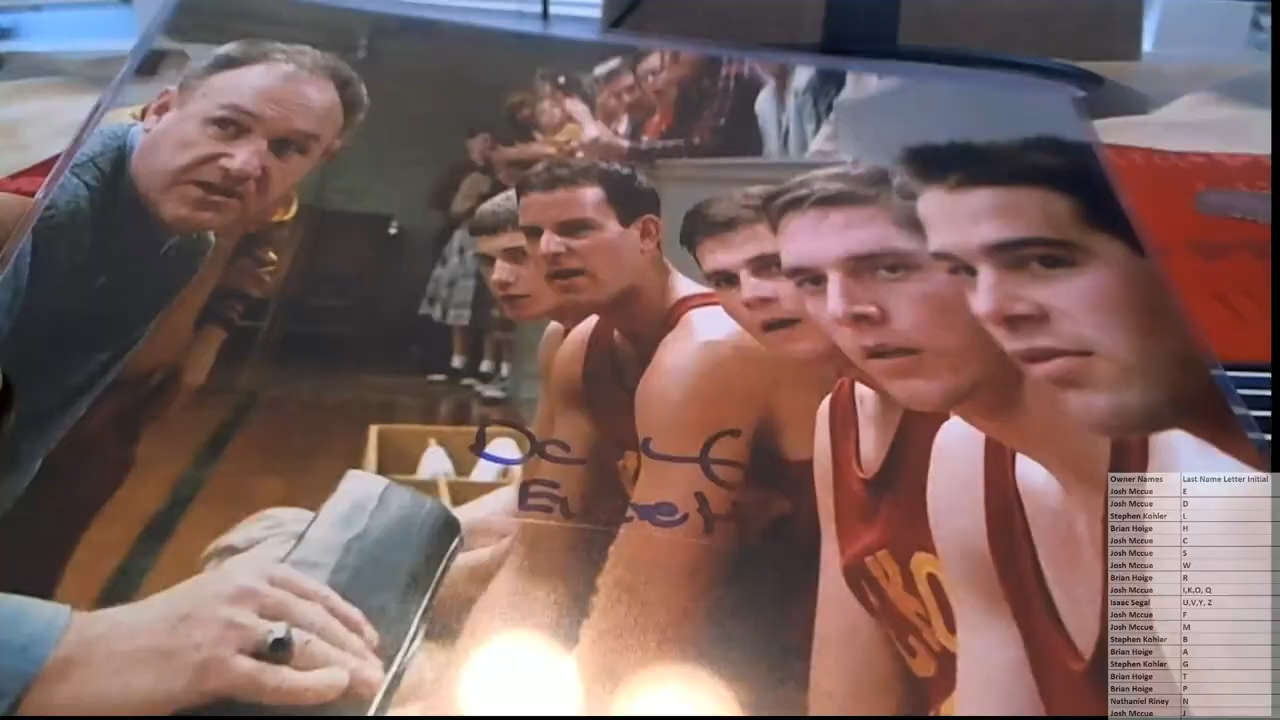 Owner Names Last Name Letter Initial
Josh Mccue E
Josh Mccue D
Stephen Kohler L
Brian Hoige H
Josh Mccue C
Josh Mccue S
Josh Mccue W
Brian Hoige R
Josh Mccue I,K,O, Q
Isaac Segal U,V,Y, Z
Josh Mccue F
Josh Mccue M
Stephen Kohler B
Brian Hoige A
Stephen Kohler G
Brian Hoige T
Brian Hoige P
Nathaniel Riney N
Josh Mccue J